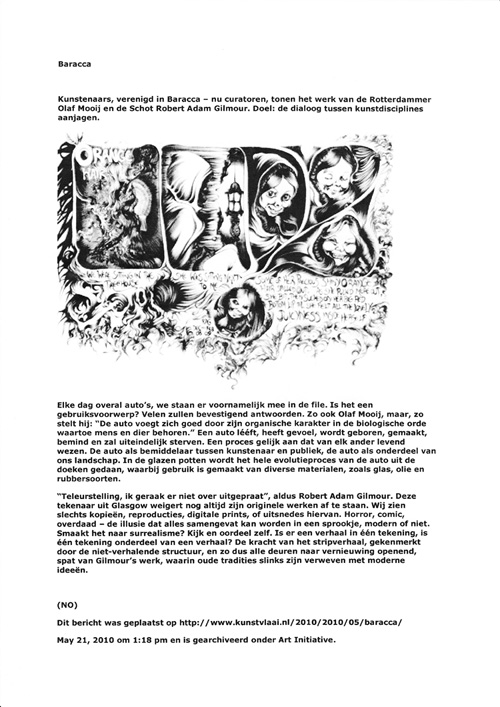 Baracca
Kunstenaars, verenigd in Baracca – nu curatoren, tonen het werk van de Rotterdammer
Olaf Mooij en de Schot Robert Adam Gilmour. Doel: de dialoog tussen kunstdisciplines
aanjagen.
ORANGE
WE WERE SITTING IN THE
SHE WAS
ORANGE
Elke dag overal auto's, we staan er voornamelijk mee in de file. Is het een
gebruiksvoorwerp? Velen zullen bevestigend antwoorden. Zo ook Olaf Mooij, maar, zo
stelt hij: "De auto voegt zich goed door zijn organische karakter in de biologische orde
waartoe mens en dier behoren." Een auto lééft, heeft gevoel, wordt geboren, gemaakt,
bemind en zal uiteindelijk sterven. Een proces gelijk aan dat van elk ander levend
wezen. De auto als bemiddelaar tussen kunstenaar en publiek, de auto als onderdeel van
ons landschap. In de glazen potten wordt het hele evolutieproces van de auto uit de
doeken gedaan, waarbij gebruik is gemaakt van diverse materialen, zoals glas, olie en
rubbersoorten.
"Teleurstelling, ik geraak er niet over uitgepraat", aldus Robert Adam Gilmour. Deze
tekenaar uit Glasgow weigert nog altijd zijn originele werken af te staan. Wij zien
slechts kopieën, reproducties, digitale prints, of uitsnedes hiervan. Horror, comic,
overdaad – de illusie dat alles samengevat kan worden in een sprookje, modern of niet.
Smaakt het naar surrealisme? Kijk en oordeel zelf. Is er een verhaal in één tekening, is
één tekening onderdeel van een verhaal? De kracht van het stripverhaal, gekenmerkt
door de niet-verhalende structuur, en zo dus alle deuren naar vernieuwing openend,
spat van Gilmour's werk, waarin oude tradities slinks zijn verweven met moderne
ideeën.
(NO)
Dit bericht was geplaatst op http://www.kunstvlaai.nl/2010/2010/05/baracca/
May 21, 2010 om 1:18 pm en is gearchiveerd onder Art Initiative.